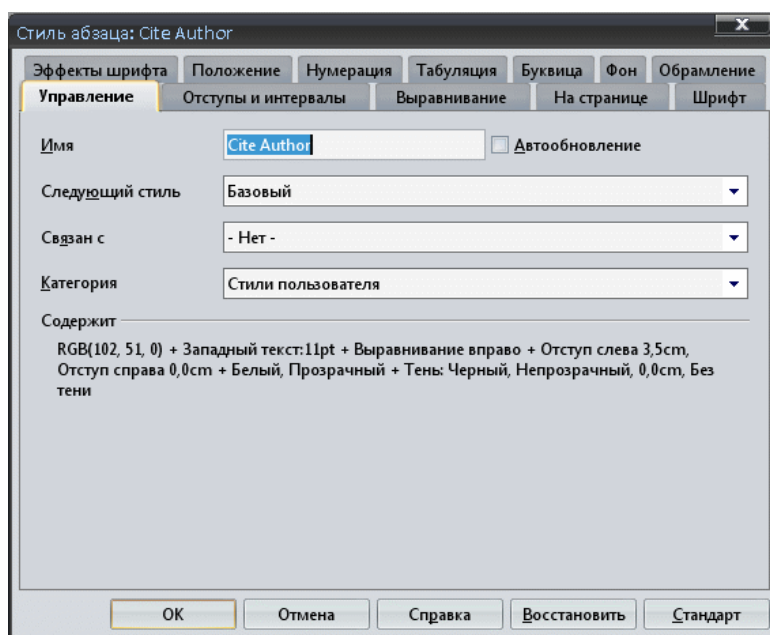 Стиль абзаца: Cite Author
x
Эффекты шрифта Положение Нумерация Табуляция Буквица Фон Обрамление
Управление Отступы и интервалы Выравнивание На странице Шрифт
Имя Cite Author Автообновление
Следующий стиль Базовый
Связан с - Нет -
Категория Стили пользователя
Содержит
RGB(102, 51, 0) + Западный текст:11pt + Выравнивание вправо + Отступ слева 3,5cm,
Отступ справа 0,0cm + Белый, Прозрачный + Тень: Черный, Непрозрачный, 0,0cm, Без
тени
OK Отмена Справка Восстановить Стандарт